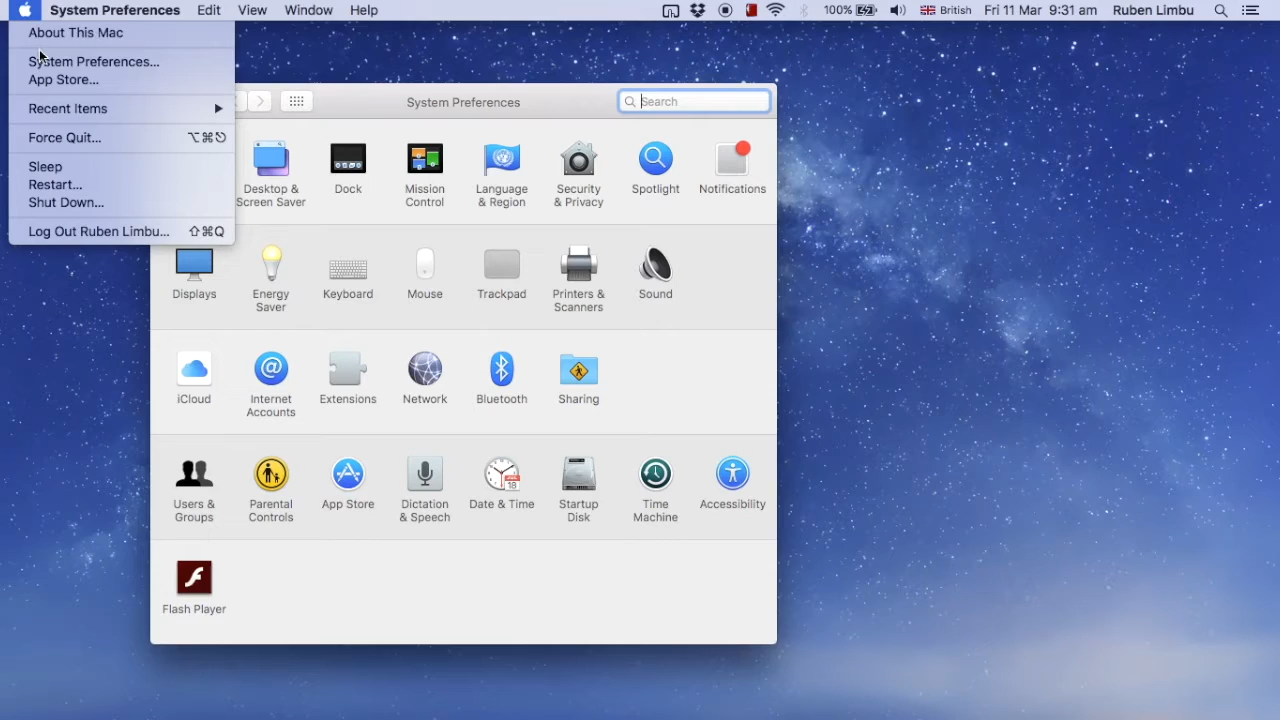 System Preferences Edit View Window Help 100% British Fri 11 Mar 9:31 am Ruben Limbu
About This Mac
System Preferences...
App Store...
Recent Items
Force Quit... ⌥⌘⎋
Sleep
Restart...
Shut Down...
Log Out Ruben Limbu... ⇧⌘Q
System Preferences
Search
Desktop &
Screen Saver
Dock
Mission
Control
Language
& Region
Security
& Privacy
Spotlight
Notifications
Displays
Energy
Saver
Keyboard
Mouse
Trackpad
Printers &
Scanners
Sound
iCloud
Internet
Accounts
Extensions
Network
Bluetooth
Sharing
Users &
Groups
Parental
Controls
App Store
Dictation
& Speech
Date & Time
Startup
Disk
Time
Machine
Accessibility
Flash Player